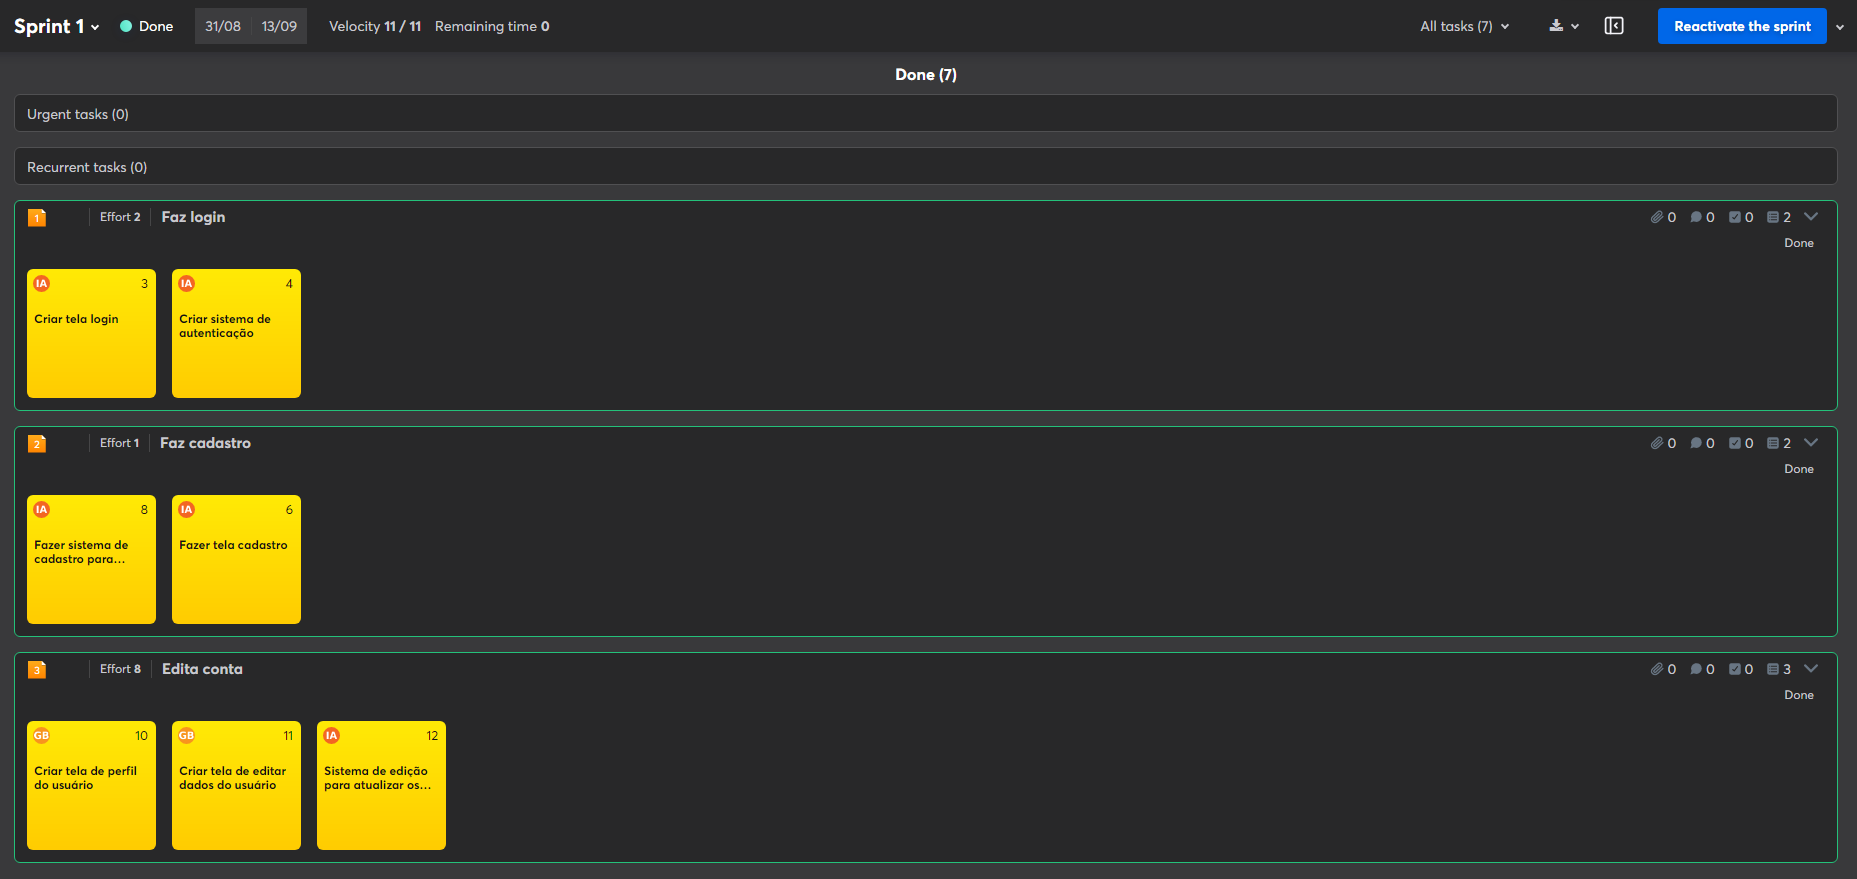 Sprint 1 Done 31/08 13/09 Velocity 11 / 11 Remaining time 0 All tasks (7) Reactivate the sprint
Done (7)
Urgent tasks (0)
Recurrent tasks (0)
1 Effort 2 Faz login 0 0 0 2
Done
IA 3 IA 4
Criar tela login
Criar sistema de
autenticação
2 Effort 1 Faz cadastro 0 0 0 2
Done
IA 8 IA 6
Fazer sistema de
cadastro para...
Fazer tela cadastro
3 Effort 8 Edita conta 0 0 0 3
Done
GB 10 GB 11 IA 12
Criar tela de perfil
do usuário
Criar tela de editar
dados do usuário
Sistema de edição
para atualizar os...